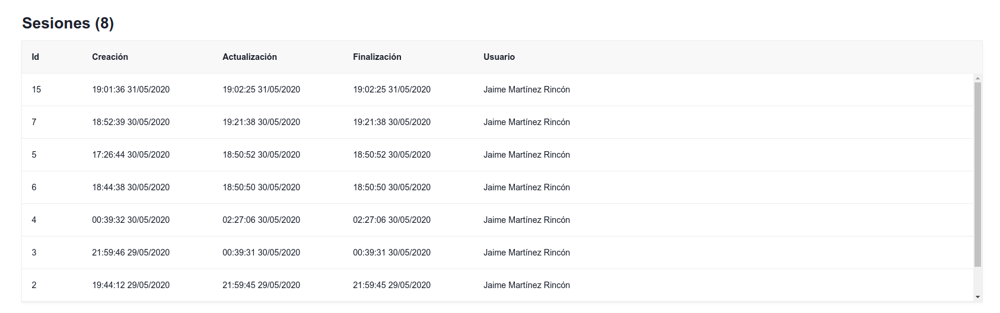 Sesiones (8)
Id Creación Actualización Finalización Usuario
15 19:01:36 31/05/2020 19:02:25 31/05/2020 19:02:25 31/05/2020 Jaime Martínez Rincón
7 18:52:39 30/05/2020 19:21:38 30/05/2020 19:21:38 30/05/2020 Jaime Martínez Rincón
5 17:26:44 30/05/2020 18:50:52 30/05/2020 18:50:52 30/05/2020 Jaime Martínez Rincón
6 18:44:38 30/05/2020 18:50:50 30/05/2020 18:50:50 30/05/2020 Jaime Martínez Rincón
4 00:39:32 30/05/2020 02:27:06 30/05/2020 02:27:06 30/05/2020 Jaime Martínez Rincón
3 21:59:46 29/05/2020 00:39:31 30/05/2020 00:39:31 30/05/2020 Jaime Martínez Rincón
2 19:44:12 29/05/2020 21:59:45 29/05/2020 21:59:45 29/05/2020 Jaime Martínez Rincón